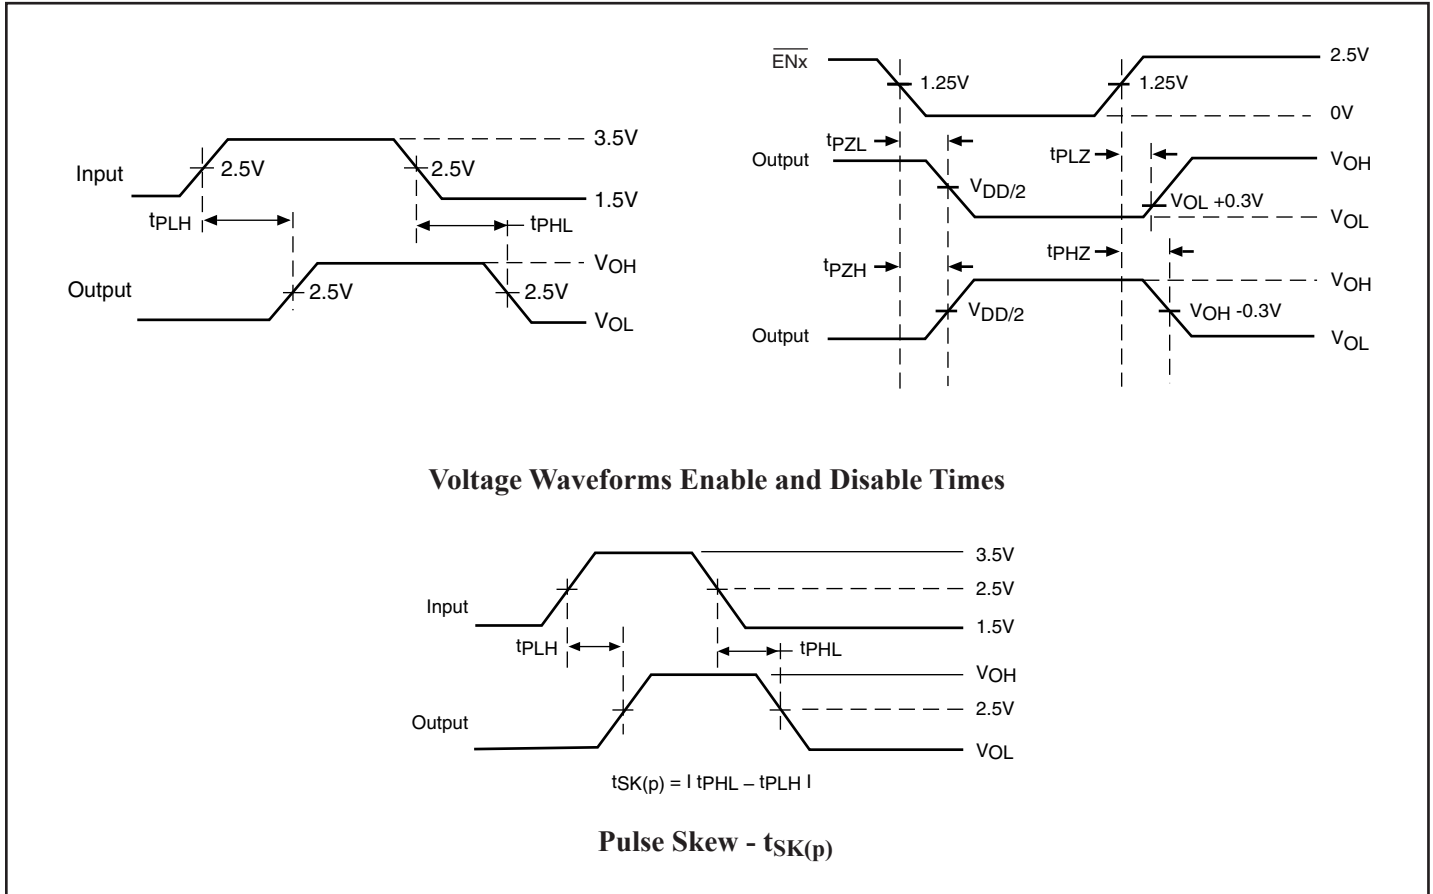 3.5V
Input
2.5V
2.5V
1.5V
tPLH
tPHL
VOH
Output
2.5V
2.5V
VOL
ENx
2.5V
1.25V
1.25V
0V
tPZL
tPLZ
Output
VOH
VDD/2
VOL +0.3V
VOL
tPZH
tPHZ
VOH
VDD/2
VOH -0.3V
Output
VOL
Voltage Waveforms Enable and Disable Times
3.5V
2.5V
Input
1.5V
tPLH
tPHL
VOH
2.5V
Output
VOL
tSK(p) = I tPHL – tPLH I
Pulse Skew - tSK(p)